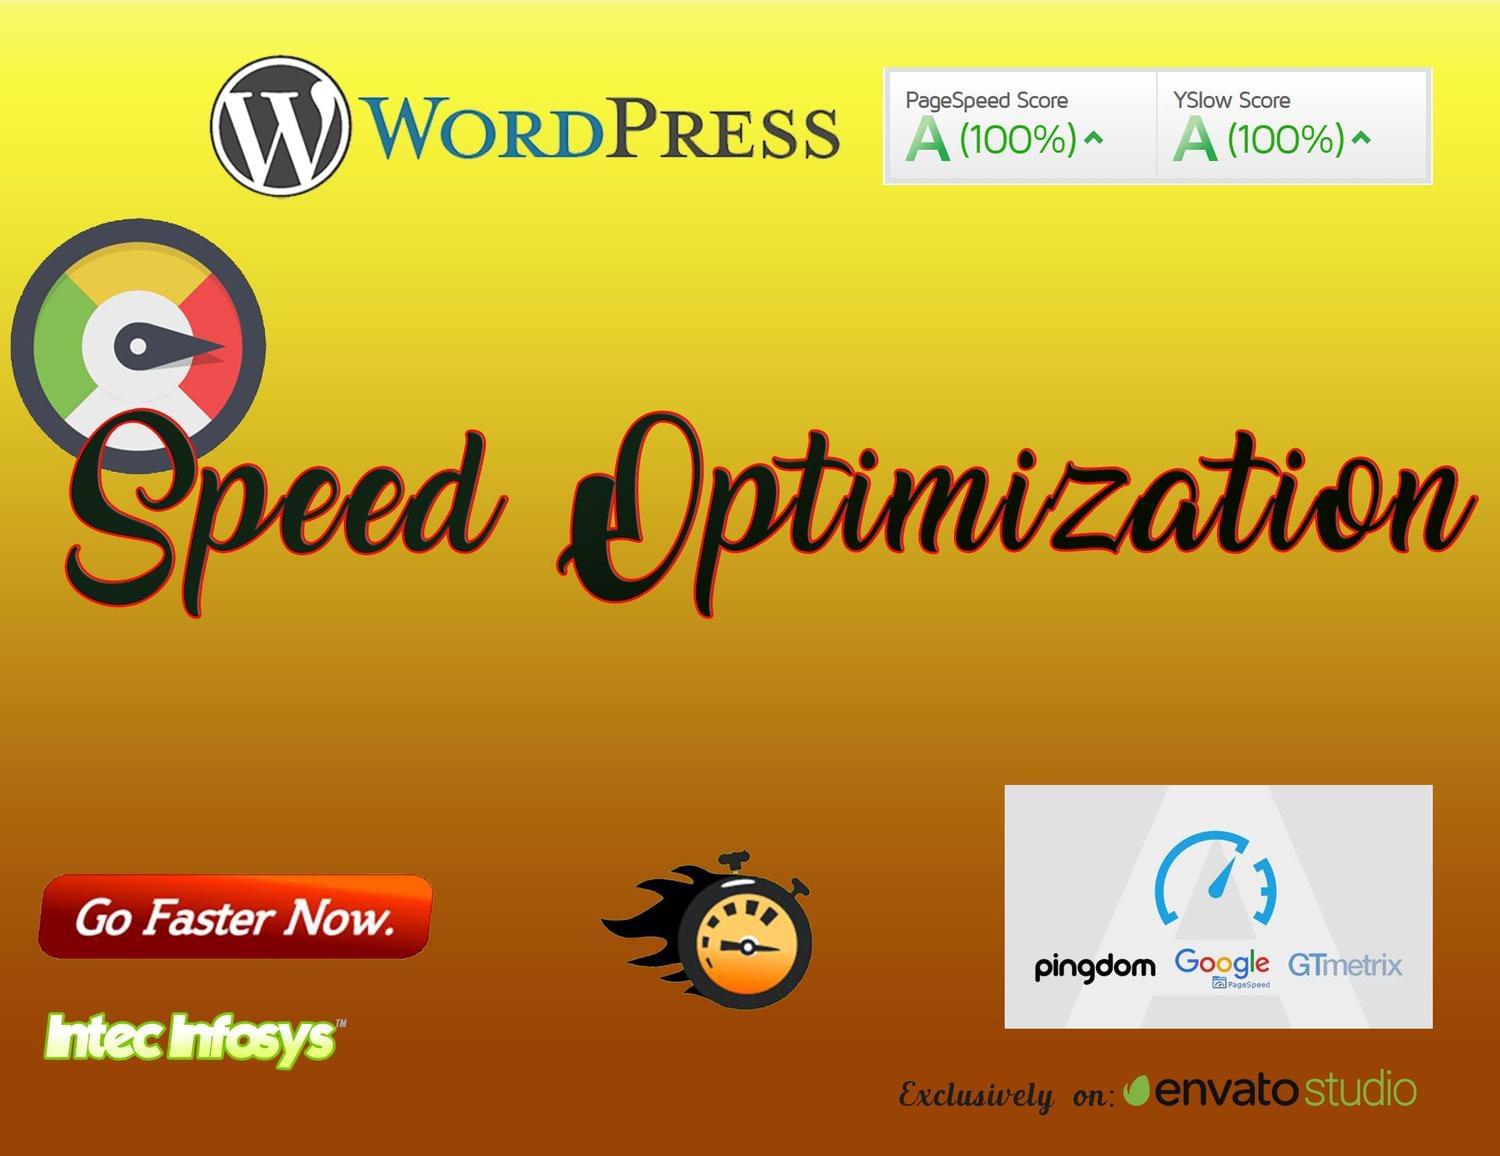 WORDPRESS
PageSpeed Score
A (100%)
YSlow Score
A (100%)
Speed Optimization
Go Faster Now.
pingdom
Google
PageSpeed
GTmetrix
Intec Infosys™
Exclusively on: envato studio